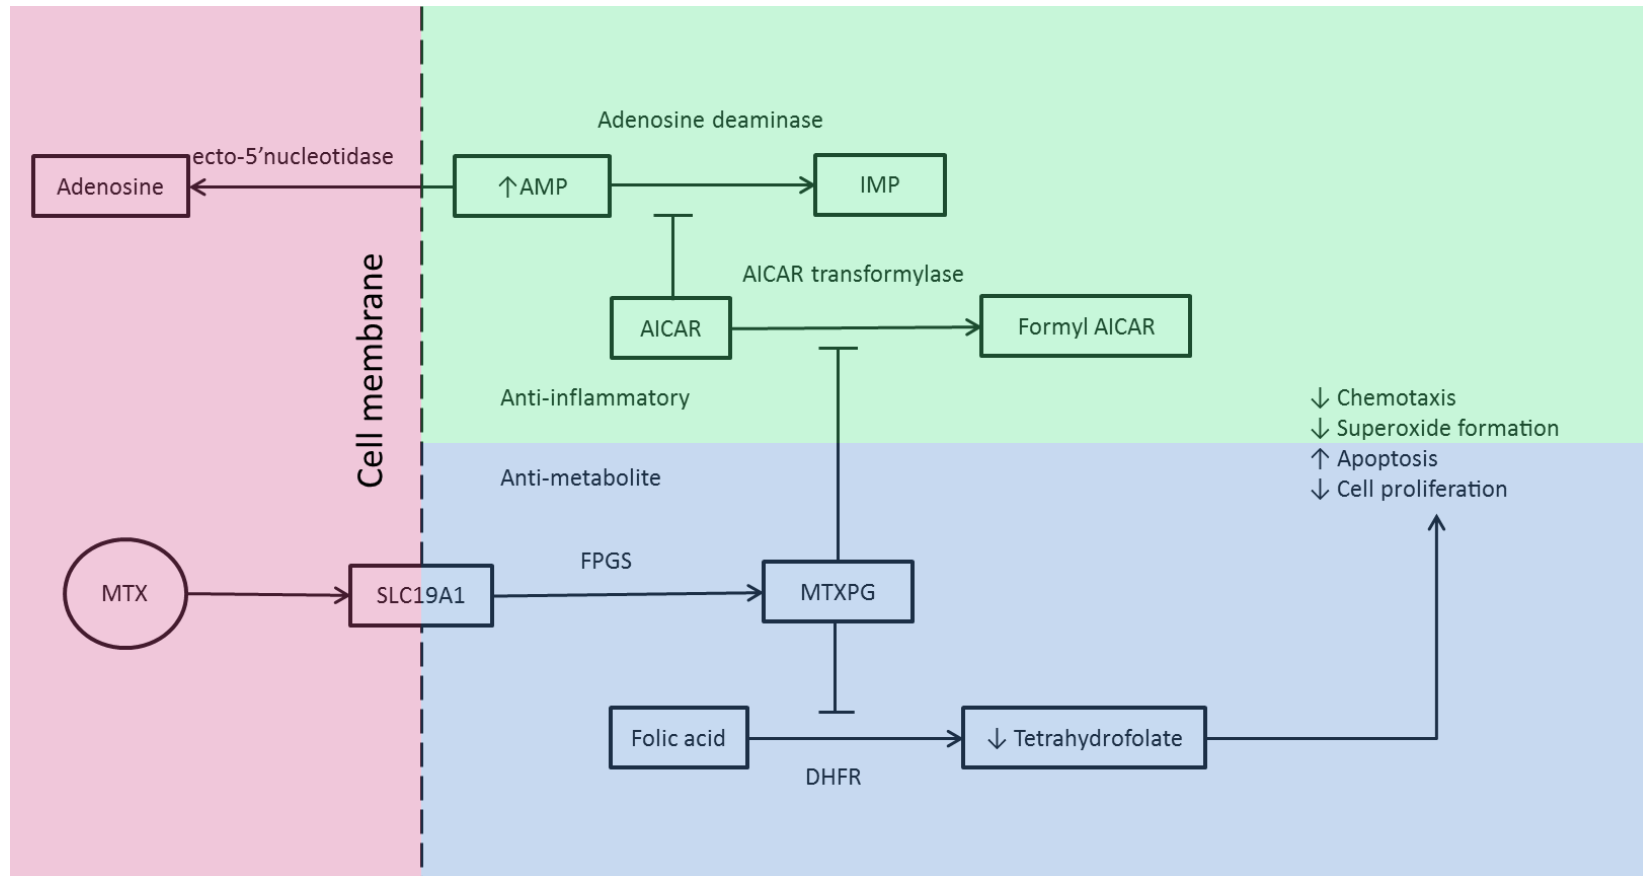 Adenosine deaminase
ecto-5’nucleotidase
Adenosine
↑AMP
IMP
AICAR transformylase
AICAR
Formyl AICAR
Cell membrane
Anti-inflammatory
↓ Chemotaxis
↓ Superoxide formation
↑ Apoptosis
↓ Cell proliferation
Anti-metabolite
FPGS
MTX
SLC19A1
MTXPG
Folic acid
↓ Tetrahydrofolate
DHFR